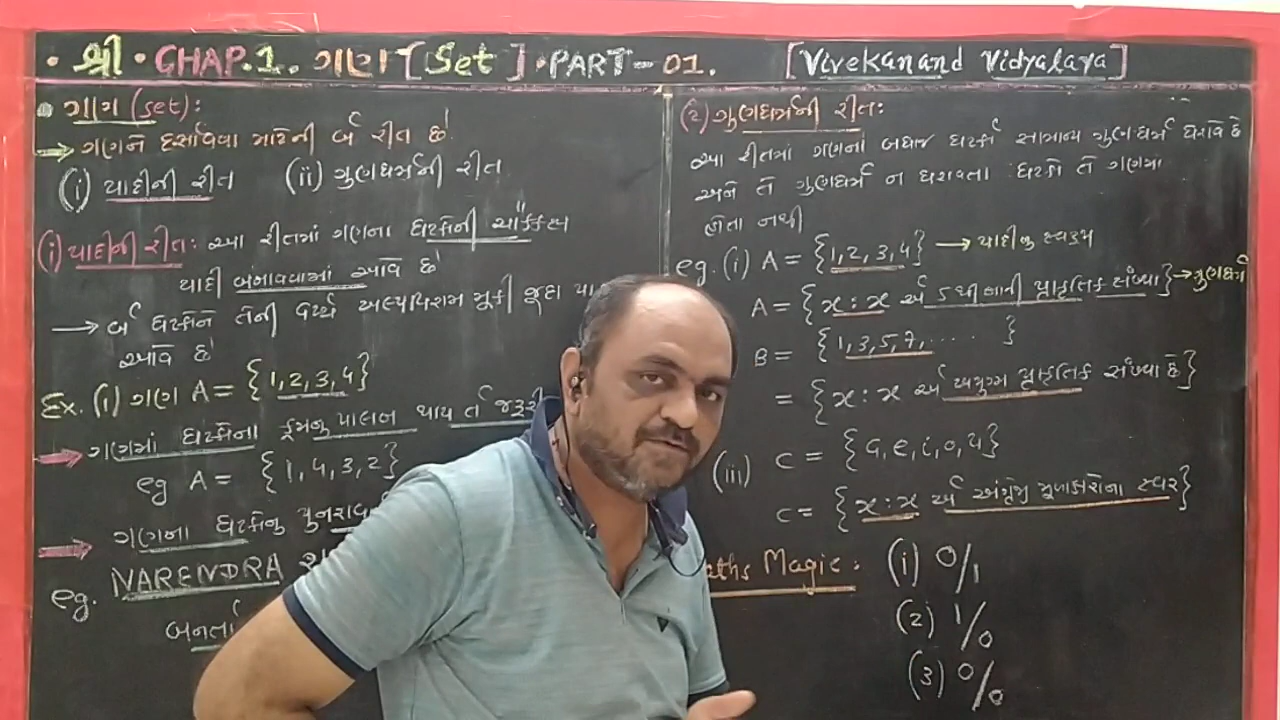 • श्री • CHAP.1. ગણ [Set] • PART - 01. [Vivekanand Vidyalaya]
ગણ (set):
→ ગણને દર્સાવવા માટેની બે રીત છે
(i) યાદીની રીત (ii) ગુણધર્મની રીત
(i) યાદીની રીત: આ રીતમાં ગણના ઘટકોની ચોક્કસ
યાદી બનાવવામાં આવે છે
→ બે ઘટકોને તેની વચ્ચે અલ્પવિરામ મૂકી જૂદા
આવે છે
Ex. (i) ગણ A = {1,2,3,4}
→ ગણમાં ઘટકોના ક્રમનુ પાલન થાય તે જરૂરી
eg A = {1,4,3,2}
→ ગણના ઘટકોનુ
eg. NARENDRA
બનતા
(2) ગુણધર્મની રીત:
આ રીતમાં ગણનાં બધાજ ઘટકો સામાન્ય ગુણધર્મ ધરાવે છે
અને તે ગુણધર્મ ન ધરાવતા ઘટકો તે ગણમા
હોતા નથી
eg. (i) A = {1,2,3,4} → યાદીનુ સ્વરૂપ
A = {x : x એ 5 થી નાની પ્રાકૃતિક સંખ્યા} → ગુણધર્મ
B = {1,3,5,7,.... }
= {x : x એ અયુગ્મ પ્રાકૃતિક સંખ્યા છે}
(iii) C = {a,e,i,o,u}
C = {x : x એ અંગ્રેજી મૂળાક્ષરોના સ્વર}
Magic: (i) 0/1
(2) 1/0
(3) 0/0